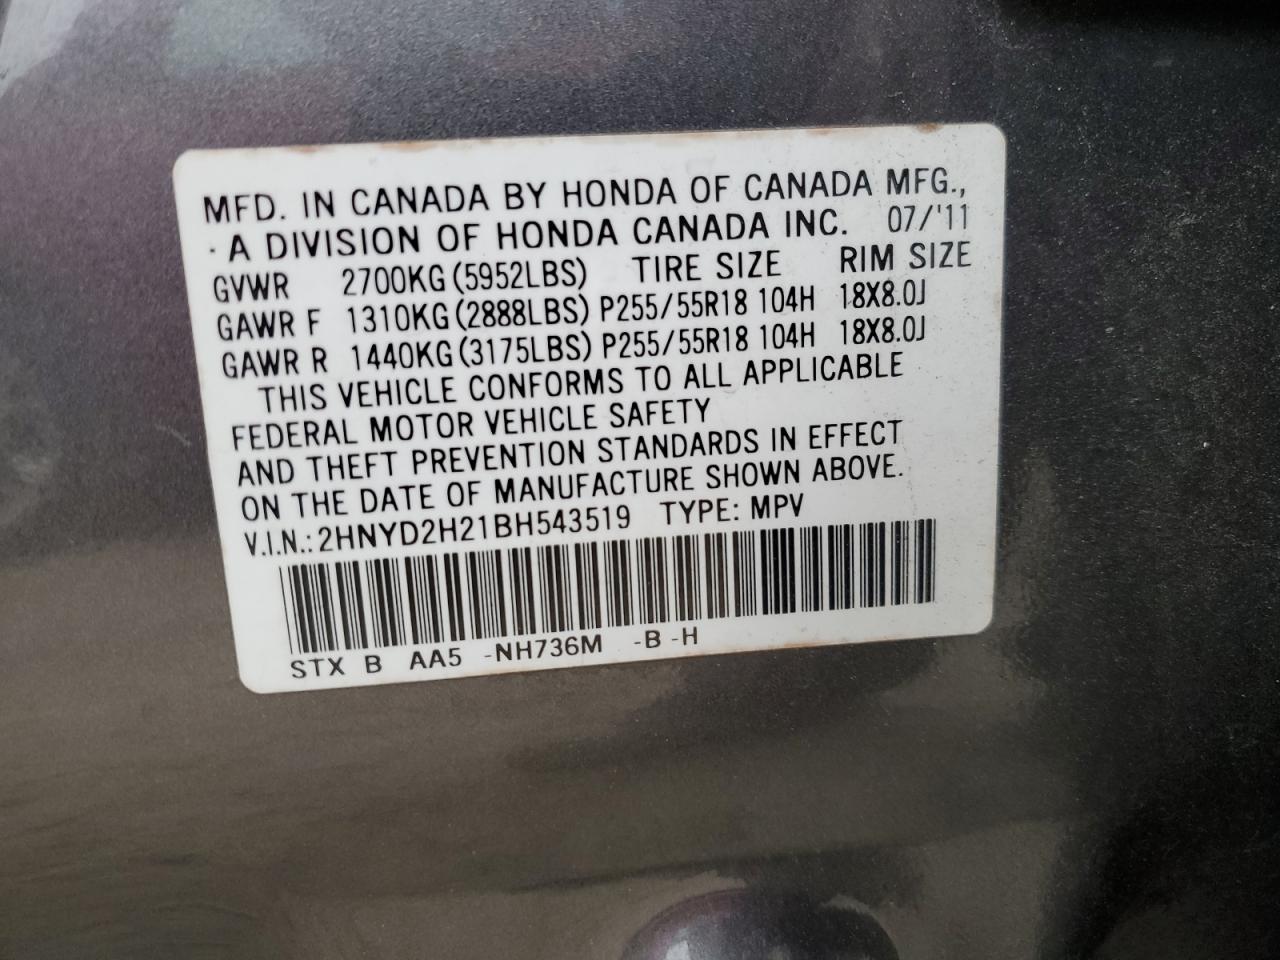 MFD. IN CANADA BY HONDA OF CANADA MFG.,
· A DIVISION OF HONDA CANADA INC. 07/'11
GVWR 2700KG (5952LBS) TIRE SIZE RIM SIZE
GAWR F 1310KG (2888LBS) P255/55R18 104H 18X8.0J
GAWR R 1440KG (3175LBS) P255/55R18 104H 18X8.0J
THIS VEHICLE CONFORMS TO ALL APPLICABLE
FEDERAL MOTOR VEHICLE SAFETY
AND THEFT PREVENTION STANDARDS IN EFFECT
ON THE DATE OF MANUFACTURE SHOWN ABOVE.
V.I.N.: 2HNYD2H21BH543519 TYPE: MPV
STX B AA5 -NH736M -B -H